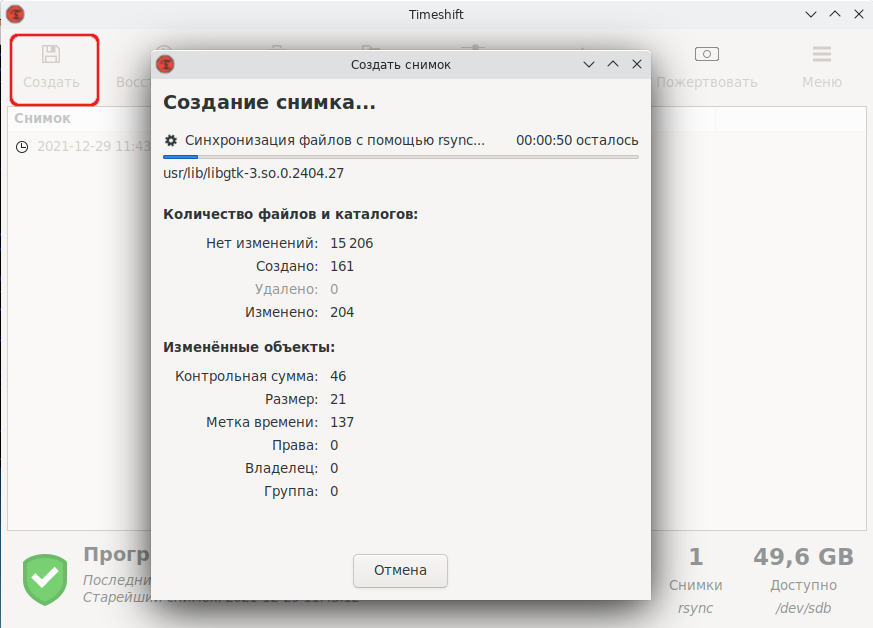 Timeshift
Создать
Восст
Пожертвовать
Меню
Снимок
2021-12-29 11:43
Создать снимок
Создание снимка...
Синхронизация файлов с помощью rsync... 00:00:50 осталось
usr/lib/libgtk-3.so.0.2404.27
Количество файлов и каталогов:
Нет изменений: 15 206
Создано: 161
Удалено: 0
Изменено: 204
Изменённые объекты:
Контрольная сумма: 46
Размер: 21
Метка времени: 137
Права: 0
Владелец: 0
Группа: 0
Отмена
Прогр
Последни
Старейший
1
Снимки
rsync
49,6 GB
Доступно
/dev/sdb